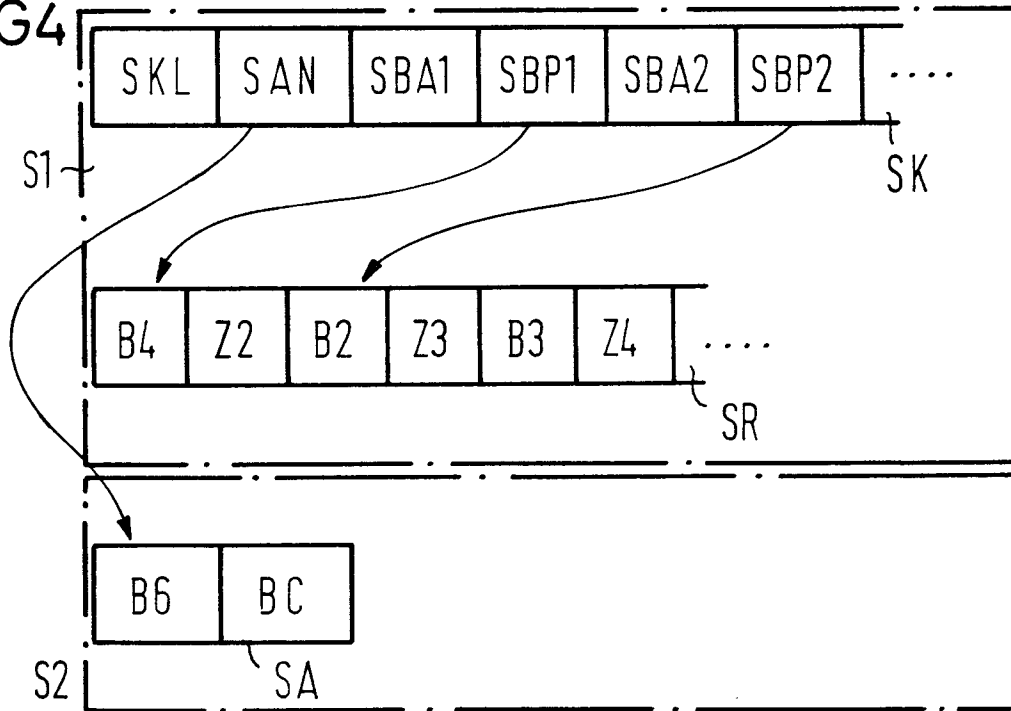 G4
SKL SAN SBA1 SBP1 SBA2 SBP2 ....
S1 SK
B4 Z2 B2 Z3 B3 Z4 ....
SR
B6 BC
S2 SA